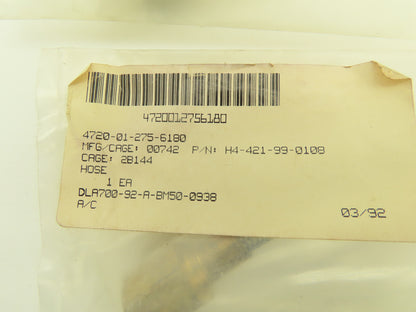 4720012756180
4720-01-275-6180
MFG/CAGE: 00742 P/N: H4-421-99-0108
CAGE: 2B144
HOSE
1 EA
DLA700-92-A-BM50-0938
A/C
03/92